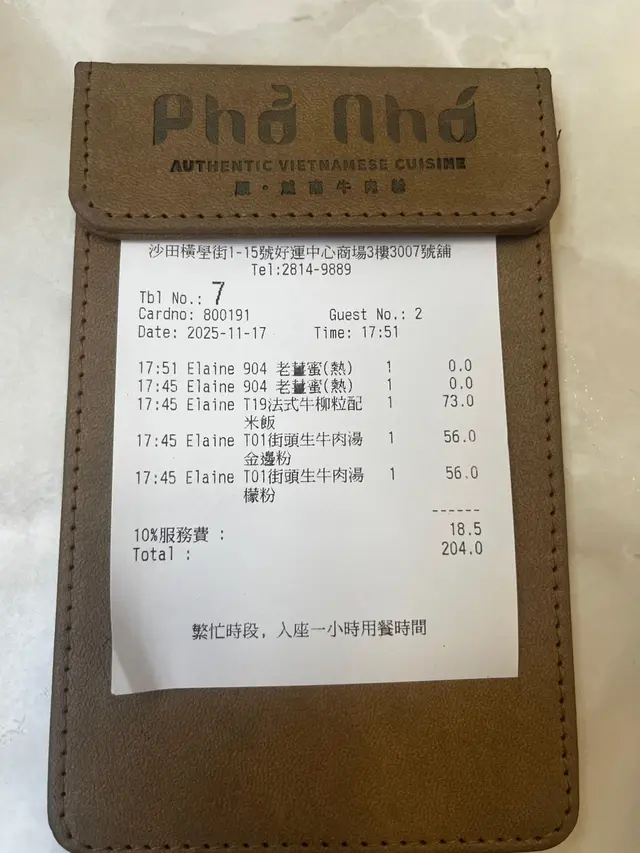 Phở Nhớ
AUTHENTIC VIETNAMESE CUISINE
越南牛肉
沙田橫學街1-15號好運中心商場3樓3007號舖
Tel:2814-9889
Tbl No.: 7
Cardno: 800191 Guest No.: 2
Date: 2025-11-17 Time: 17:51
17:51 Elaine 904 老薑蜜(熱) 1 0.0
17:45 Elaine 904 老薑蜜(熱) 1 0.0
17:45 Elaine T19法式牛柳粒配 1 73.0
米飯
17:45 Elaine T01街頭生牛肉湯 1 56.0
金邊粉
17:45 Elaine T01街頭生牛肉湯 1 56.0
檬粉
------
10%服務費 : 18.5
Total : 204.0
繁忙時段, 入座一小時用餐時間